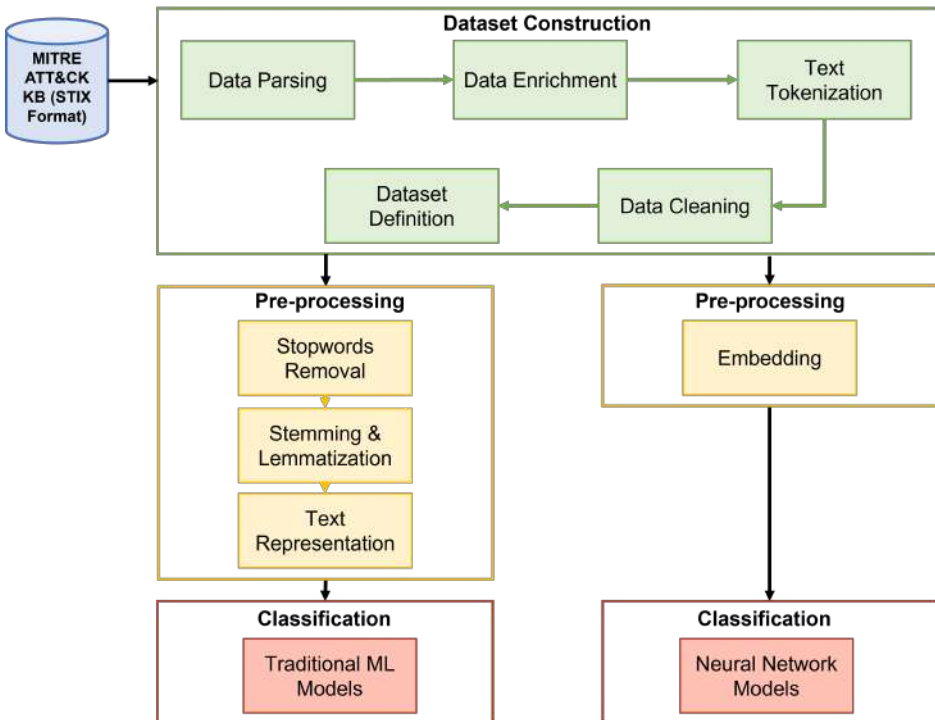 MITRE
ATT&CK
KB (STIX
Format)
Dataset Construction
Data Parsing
Data Enrichment
Text
Tokenization
Dataset
Definition
Data Cleaning
Pre-processing
Stopwords
Removal
Stemming &
Lemmatization
Text
Representation
Pre-processing
Embedding
Classification
Traditional ML
Models
Classification
Neural Network
Models